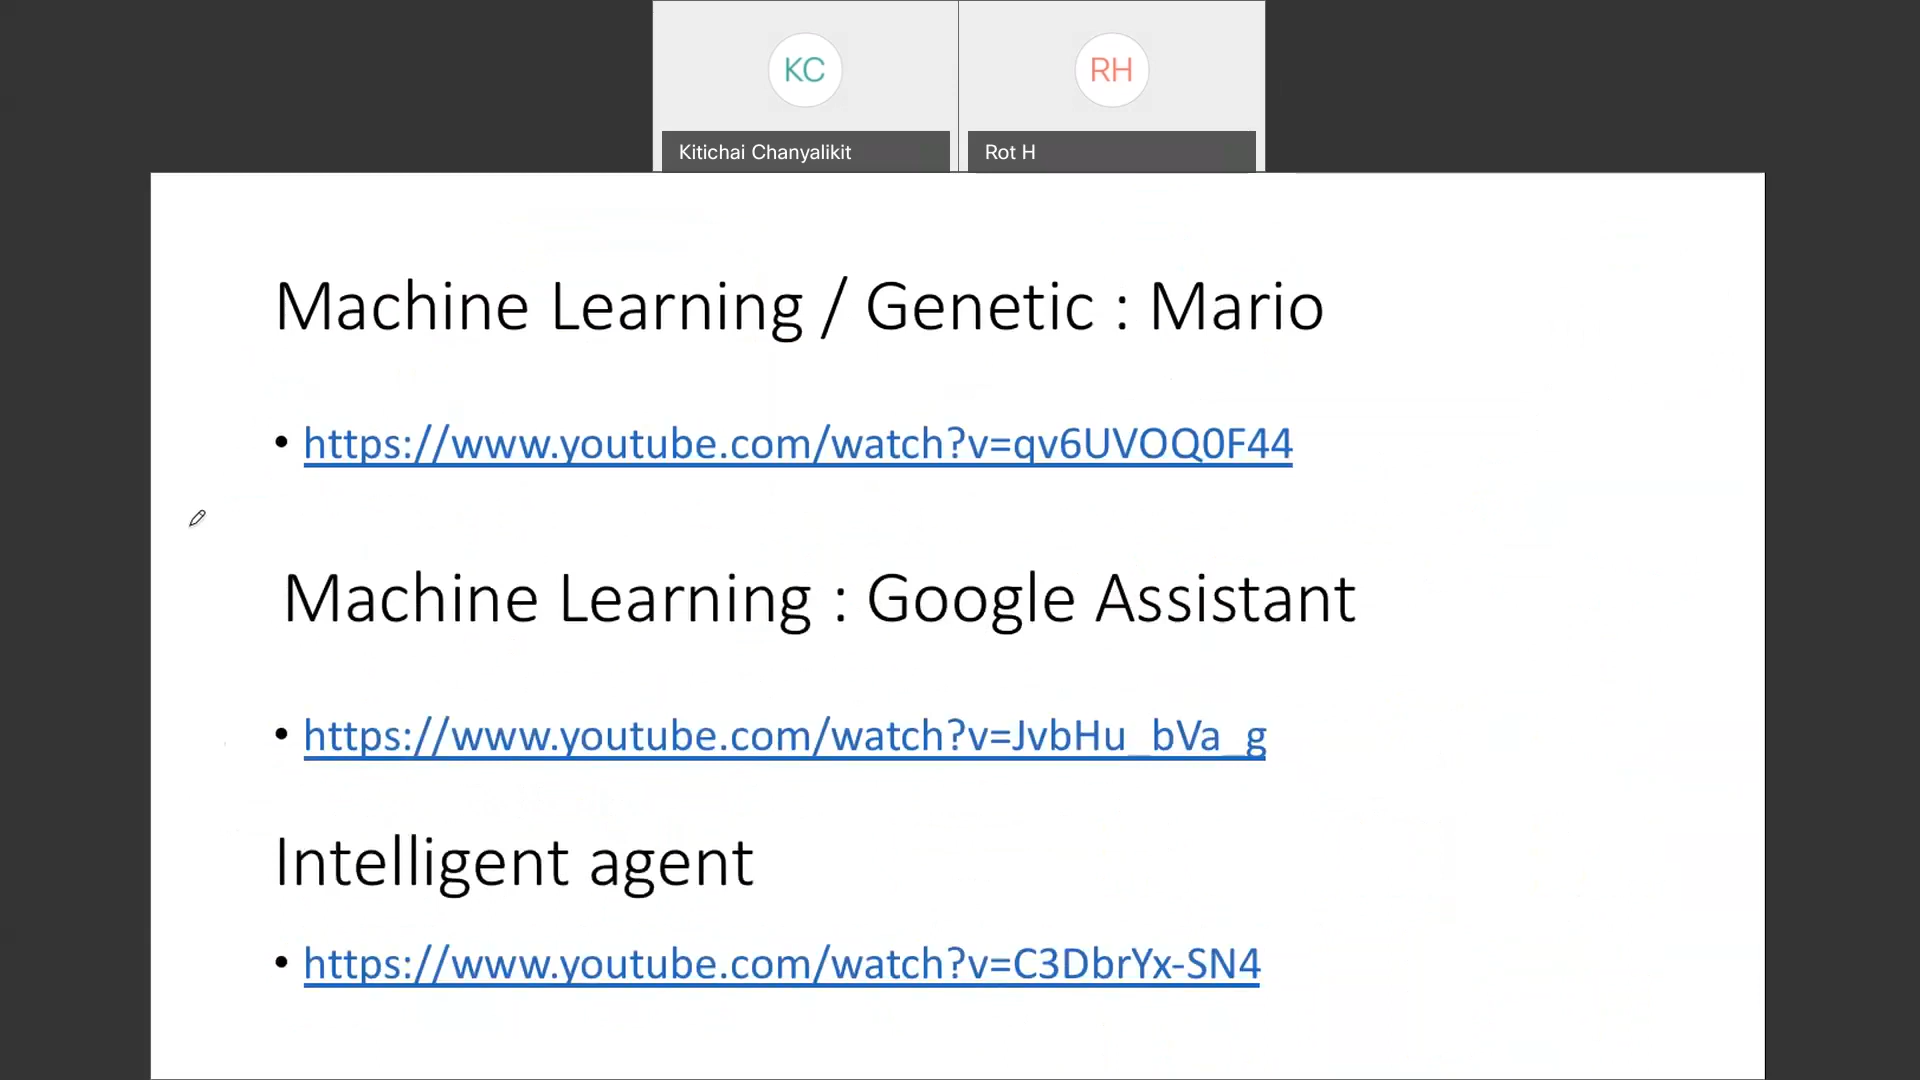 KC
RH
Kitichai Chanyalikit
Rot H
Machine Learning / Genetic : Mario
• https://www.youtube.com/watch?v=qv6UVOQ0F44
Machine Learning : Google Assistant
• https://www.youtube.com/watch?v=JvbHu_bVa_g
Intelligent agent
• https://www.youtube.com/watch?v=C3DbrYx-SN4